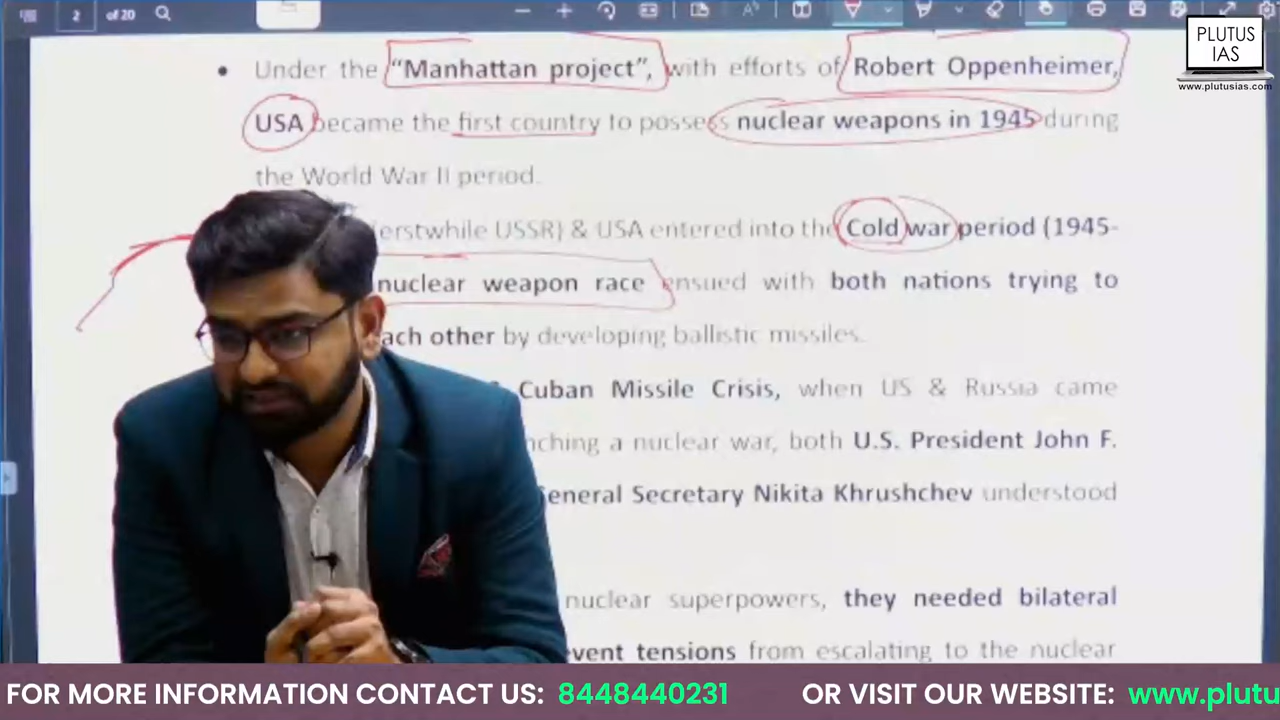 2 of 20
PLUTUS
IAS
www.plutusias.com
Under the “Manhattan project”, with efforts of Robert Oppenheimer,
USA became the first country to possess nuclear weapons in 1945 during
the World War II period.
erstwhile USSR) & USA entered into the Cold war period (1945-
nuclear weapon race ensued with both nations trying to
each other by developing ballistic missiles.
Cuban Missile Crisis, when US & Russia came
a nuclear war, both U.S. President John F.
General Secretary Nikita Khrushchev understood
nuclear superpowers, they needed bilateral
tensions from escalating to the nuclear
FOR MORE INFORMATION CONTACT US: 8448440231 OR VISIT OUR WEBSITE: www.plutu